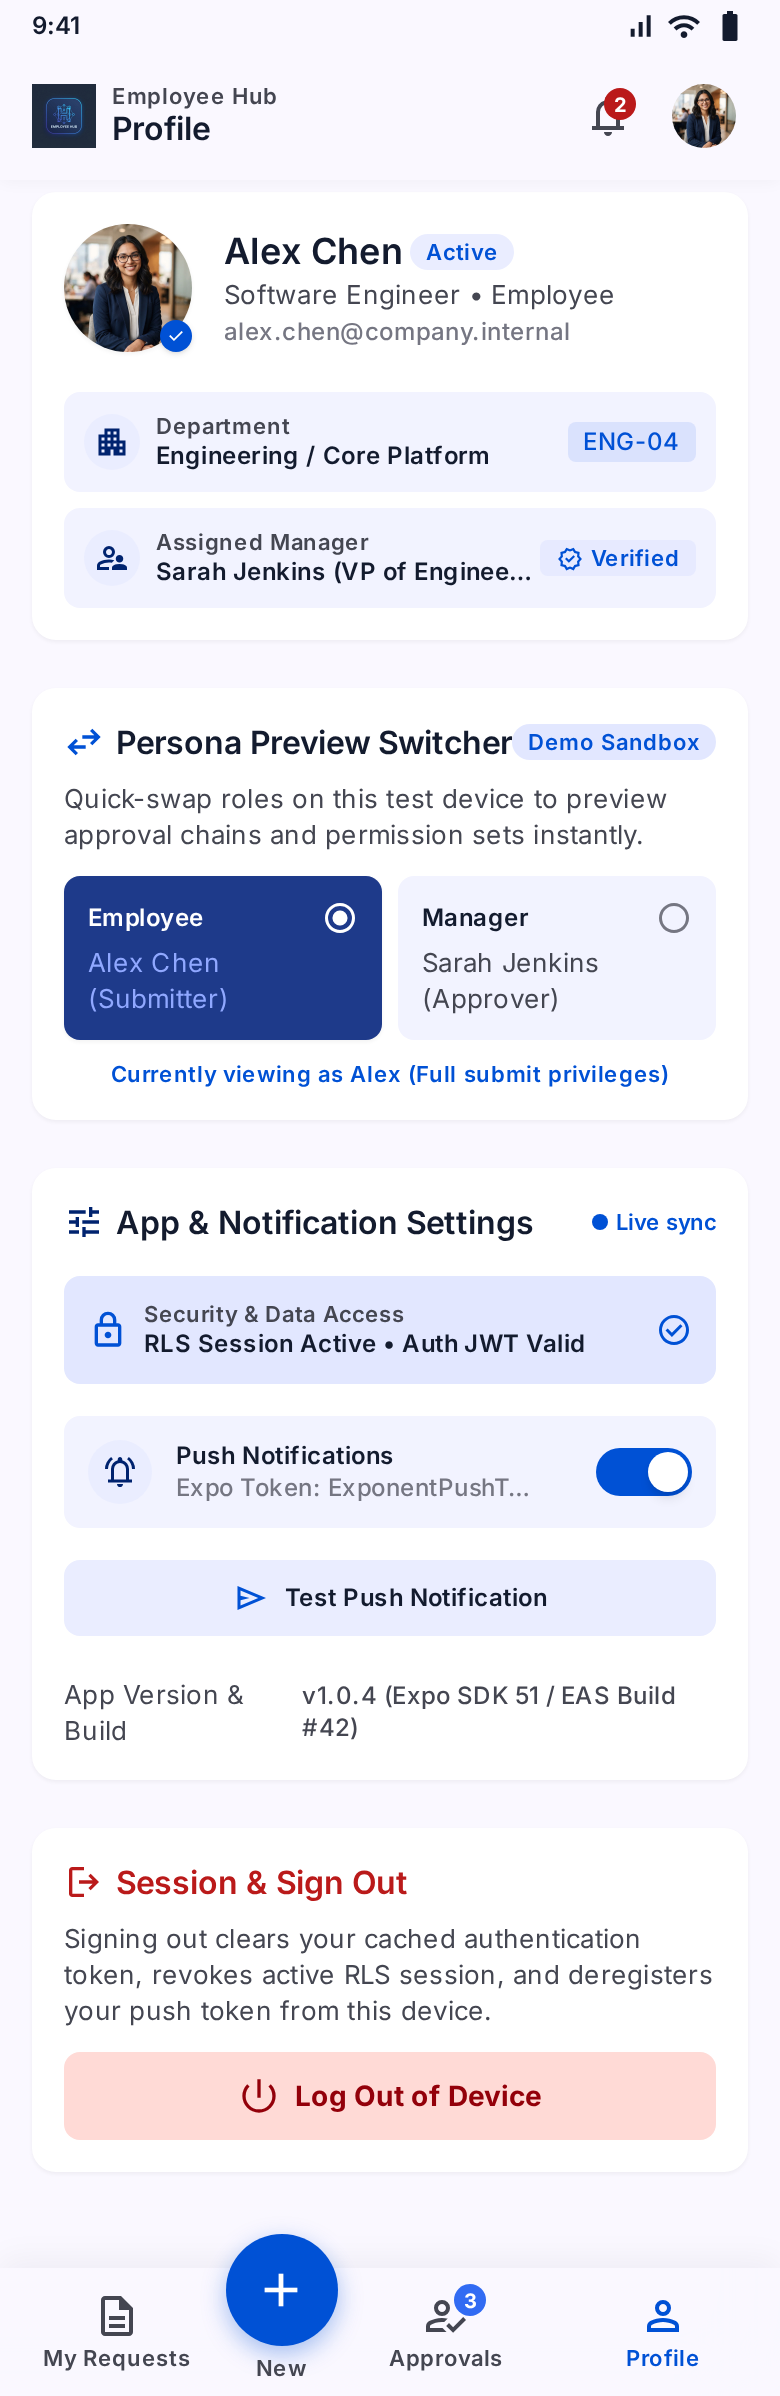 9:41
EMPLOYEE HUB
Employee Hub
Profile
2
Alex Chen
Active
Software Engineer • Employee
alex.chen@company.internal
Department
Engineering / Core Platform
ENG-04
Assigned Manager
Sarah Jenkins (VP of Enginee...
Verified
Persona Preview Switcher
Demo Sandbox
Quick-swap roles on this test device to preview
approval chains and permission sets instantly.
Employee
Alex Chen
(Submitter)
Manager
Sarah Jenkins
(Approver)
Currently viewing as Alex (Full submit privileges)
App & Notification Settings
Live sync
Security & Data Access
RLS Session Active • Auth JWT Valid
Push Notifications
Expo Token: ExponentPushT...
Test Push Notification
App Version &
Build
v1.0.4 (Expo SDK 51 / EAS Build
#42)
Session & Sign Out
Signing out clears your cached authentication
token, revokes active RLS session, and deregisters
your push token from this device.
Log Out of Device
My Requests
New
3
Approvals
Profile